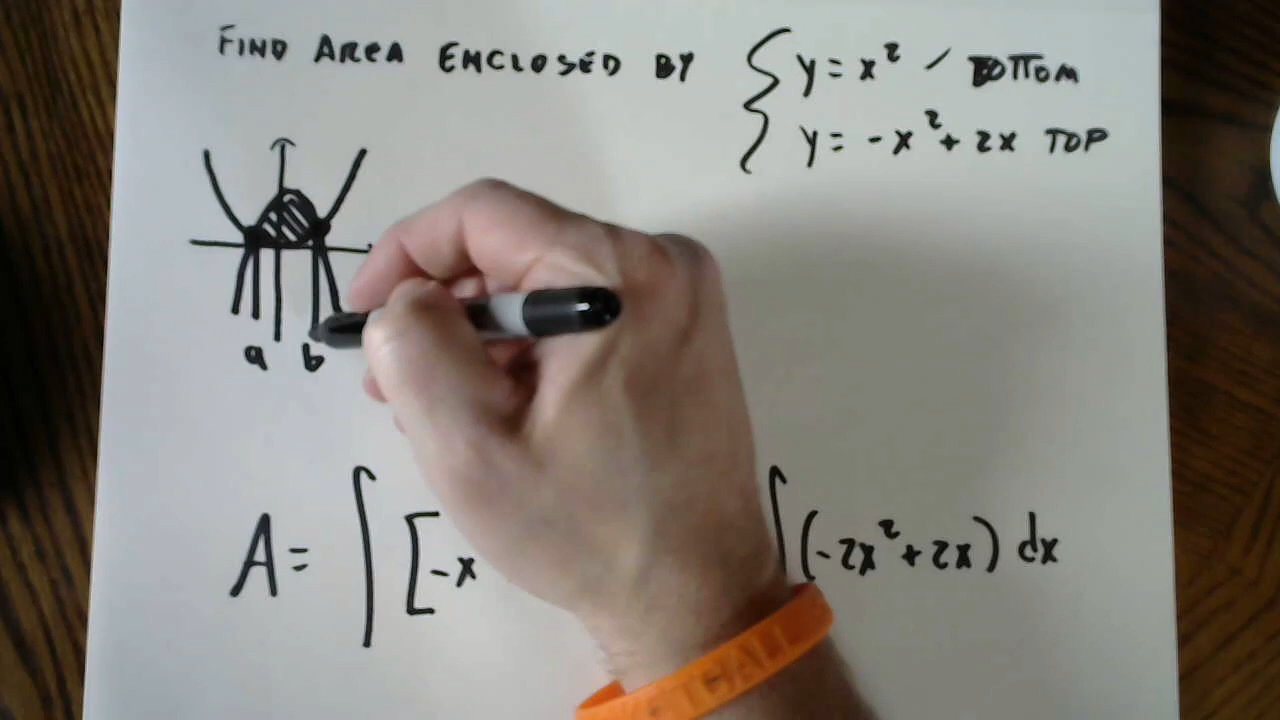 FIND AREA ENCLOSED BY { y = x² / BOTTOM
y = -x² + 2x TOP
a b
A = ∫ [-x ∫ (-2x² + 2x) dx